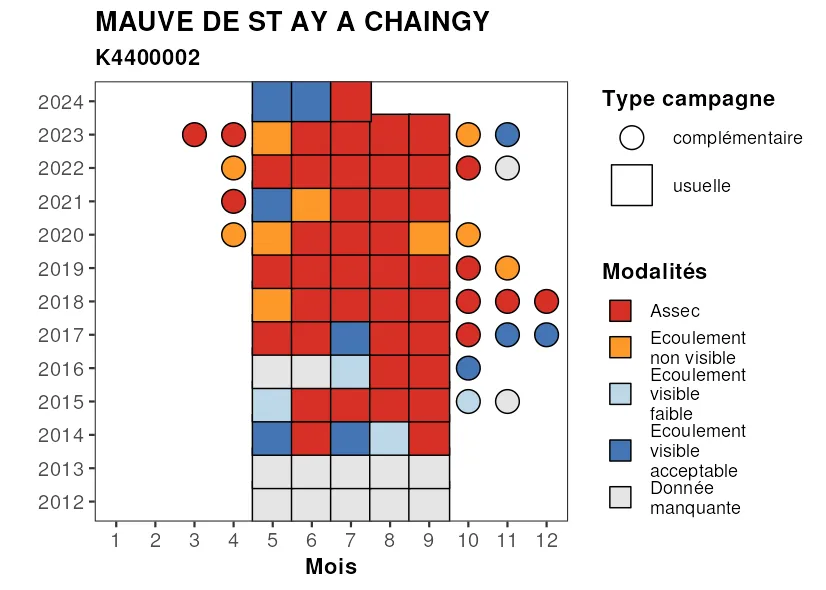 MAUVE DE ST AY A CHAINGY
K4400002
2024
2023
2022
2021
2020
2019
2018
2017
2016
2015
2014
2013
2012
1 2 3 4 5 6 7 8 9 10 11 12
Mois
Type campagne
complémentaire
usuelle
Modalités
Assec
Ecoulement
non visible
Ecoulement
visible
faible
Ecoulement
visible
acceptable
Donnée
manquante